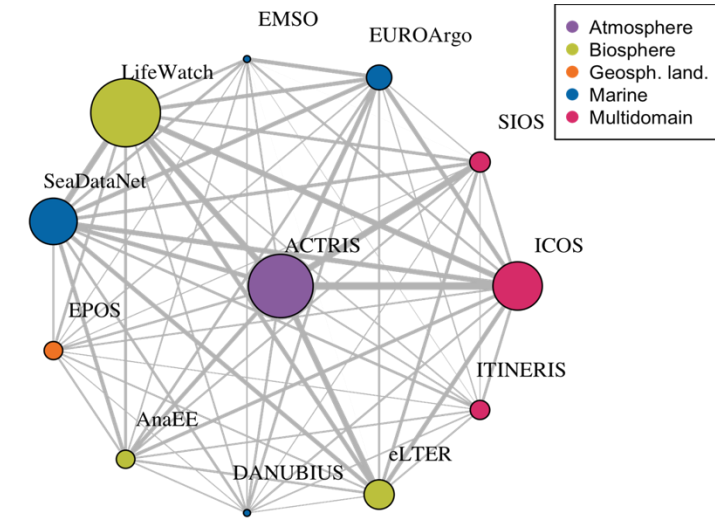 EMSO
EUROArgo
LifeWatch
SIOS
SeaDataNet
ACTRIS
ICOS
EPOS
ITINERIS
AnaEE
eLTER
DANUBIUS
Atmosphere
Biosphere
Geosph. land.
Marine
Multidomain